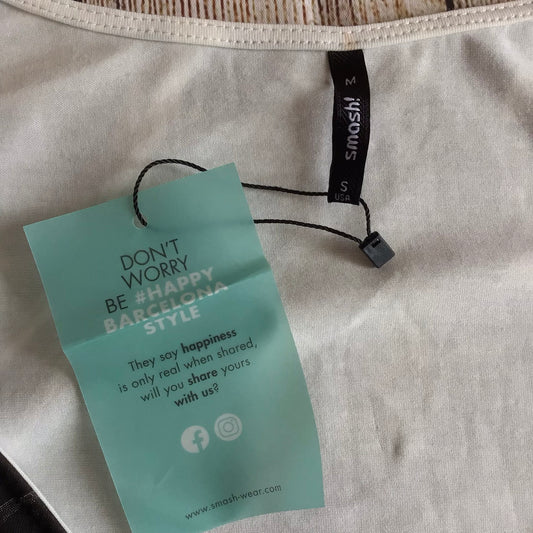 M
smash!
S
USA
DON'T
WORRY
BE #HAPPY
BARCELONA
STYLE
They say happiness
is only real when shared,
will you share yours
with us?
www.smash-wear.com